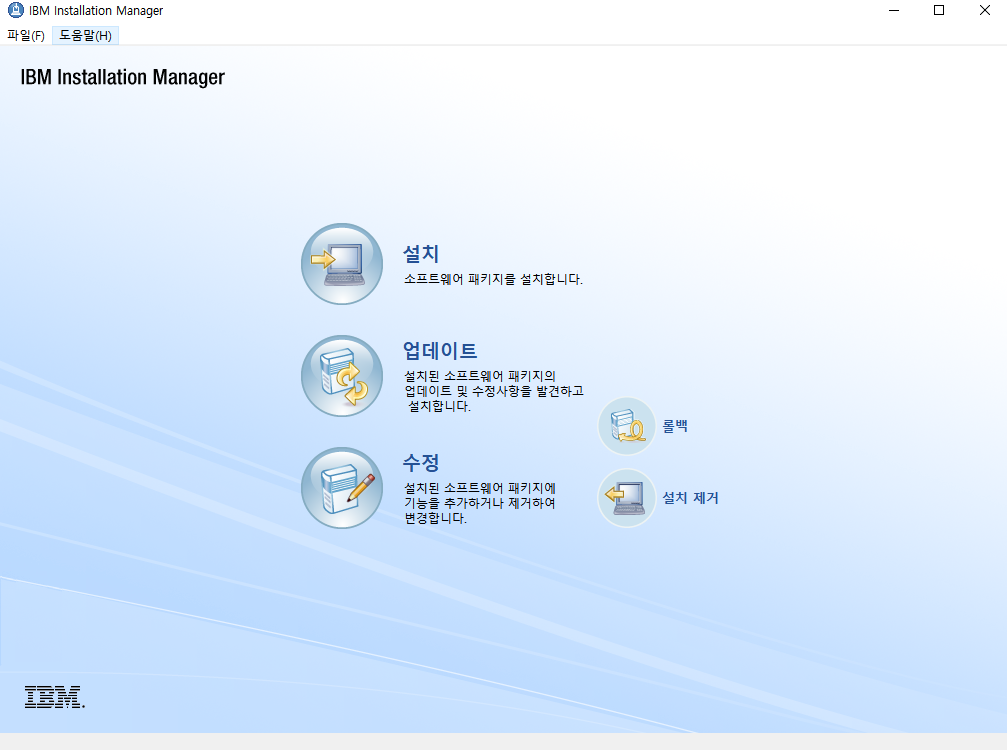 IBM Installation Manager
파일(F) 도움말(H)
IBM Installation Manager
설치
소프트웨어 패키지를 설치합니다.
업데이트
설치된 소프트웨어 패키지의
업데이트 및 수정사항을 발견하고
설치합니다.
롤백
수정
설치된 소프트웨어 패키지에
기능을 추가하거나 제거하여
변경합니다.
설치 제거
IBM.